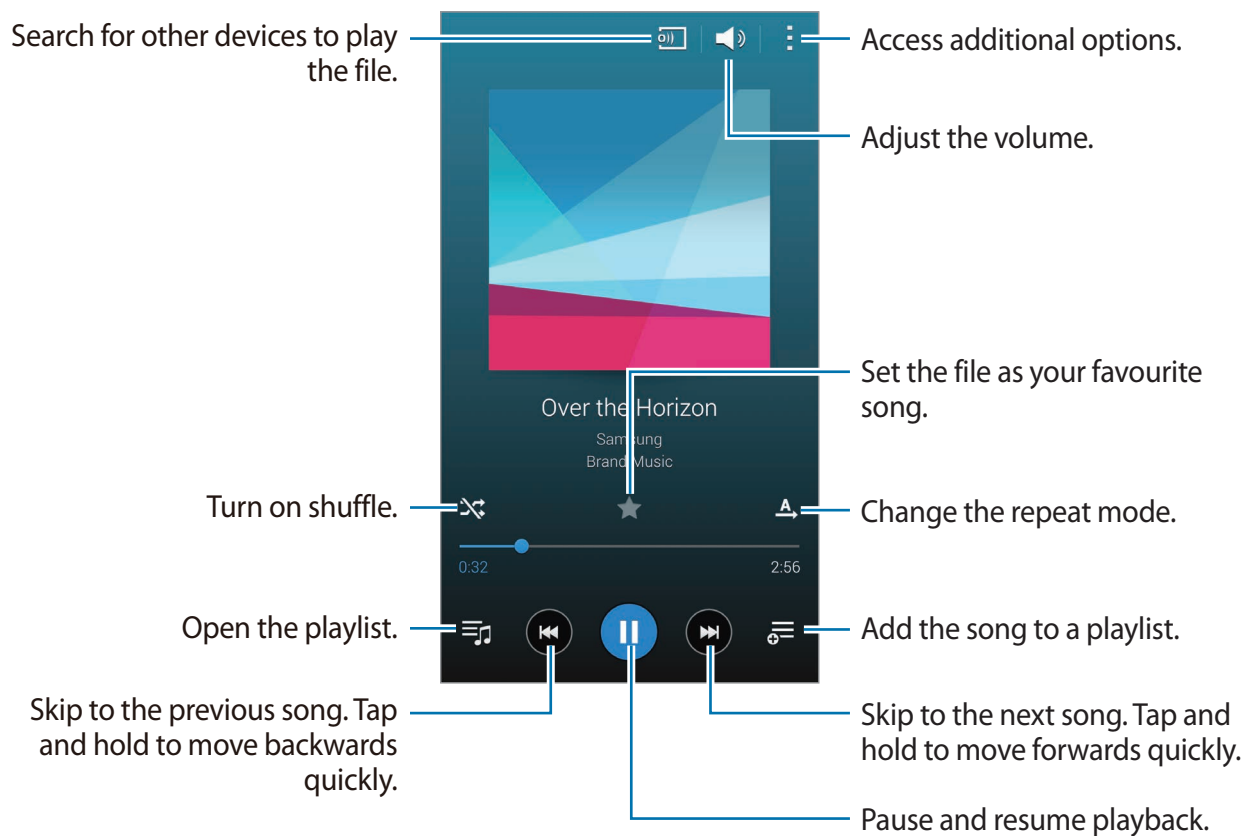 Search for other devices to play
the file.
Access additional options.
Adjust the volume.
Set the file as your favourite
song.
Over the Horizon
Samsung
Brand Music
Turn on shuffle.
A
Change the repeat mode.
0:32
2:56
Open the playlist.
Add the song to a playlist.
Skip to the previous song. Tap
and hold to move backwards
quickly.
Skip to the next song. Tap and
hold to move forwards quickly.
Pause and resume playback.